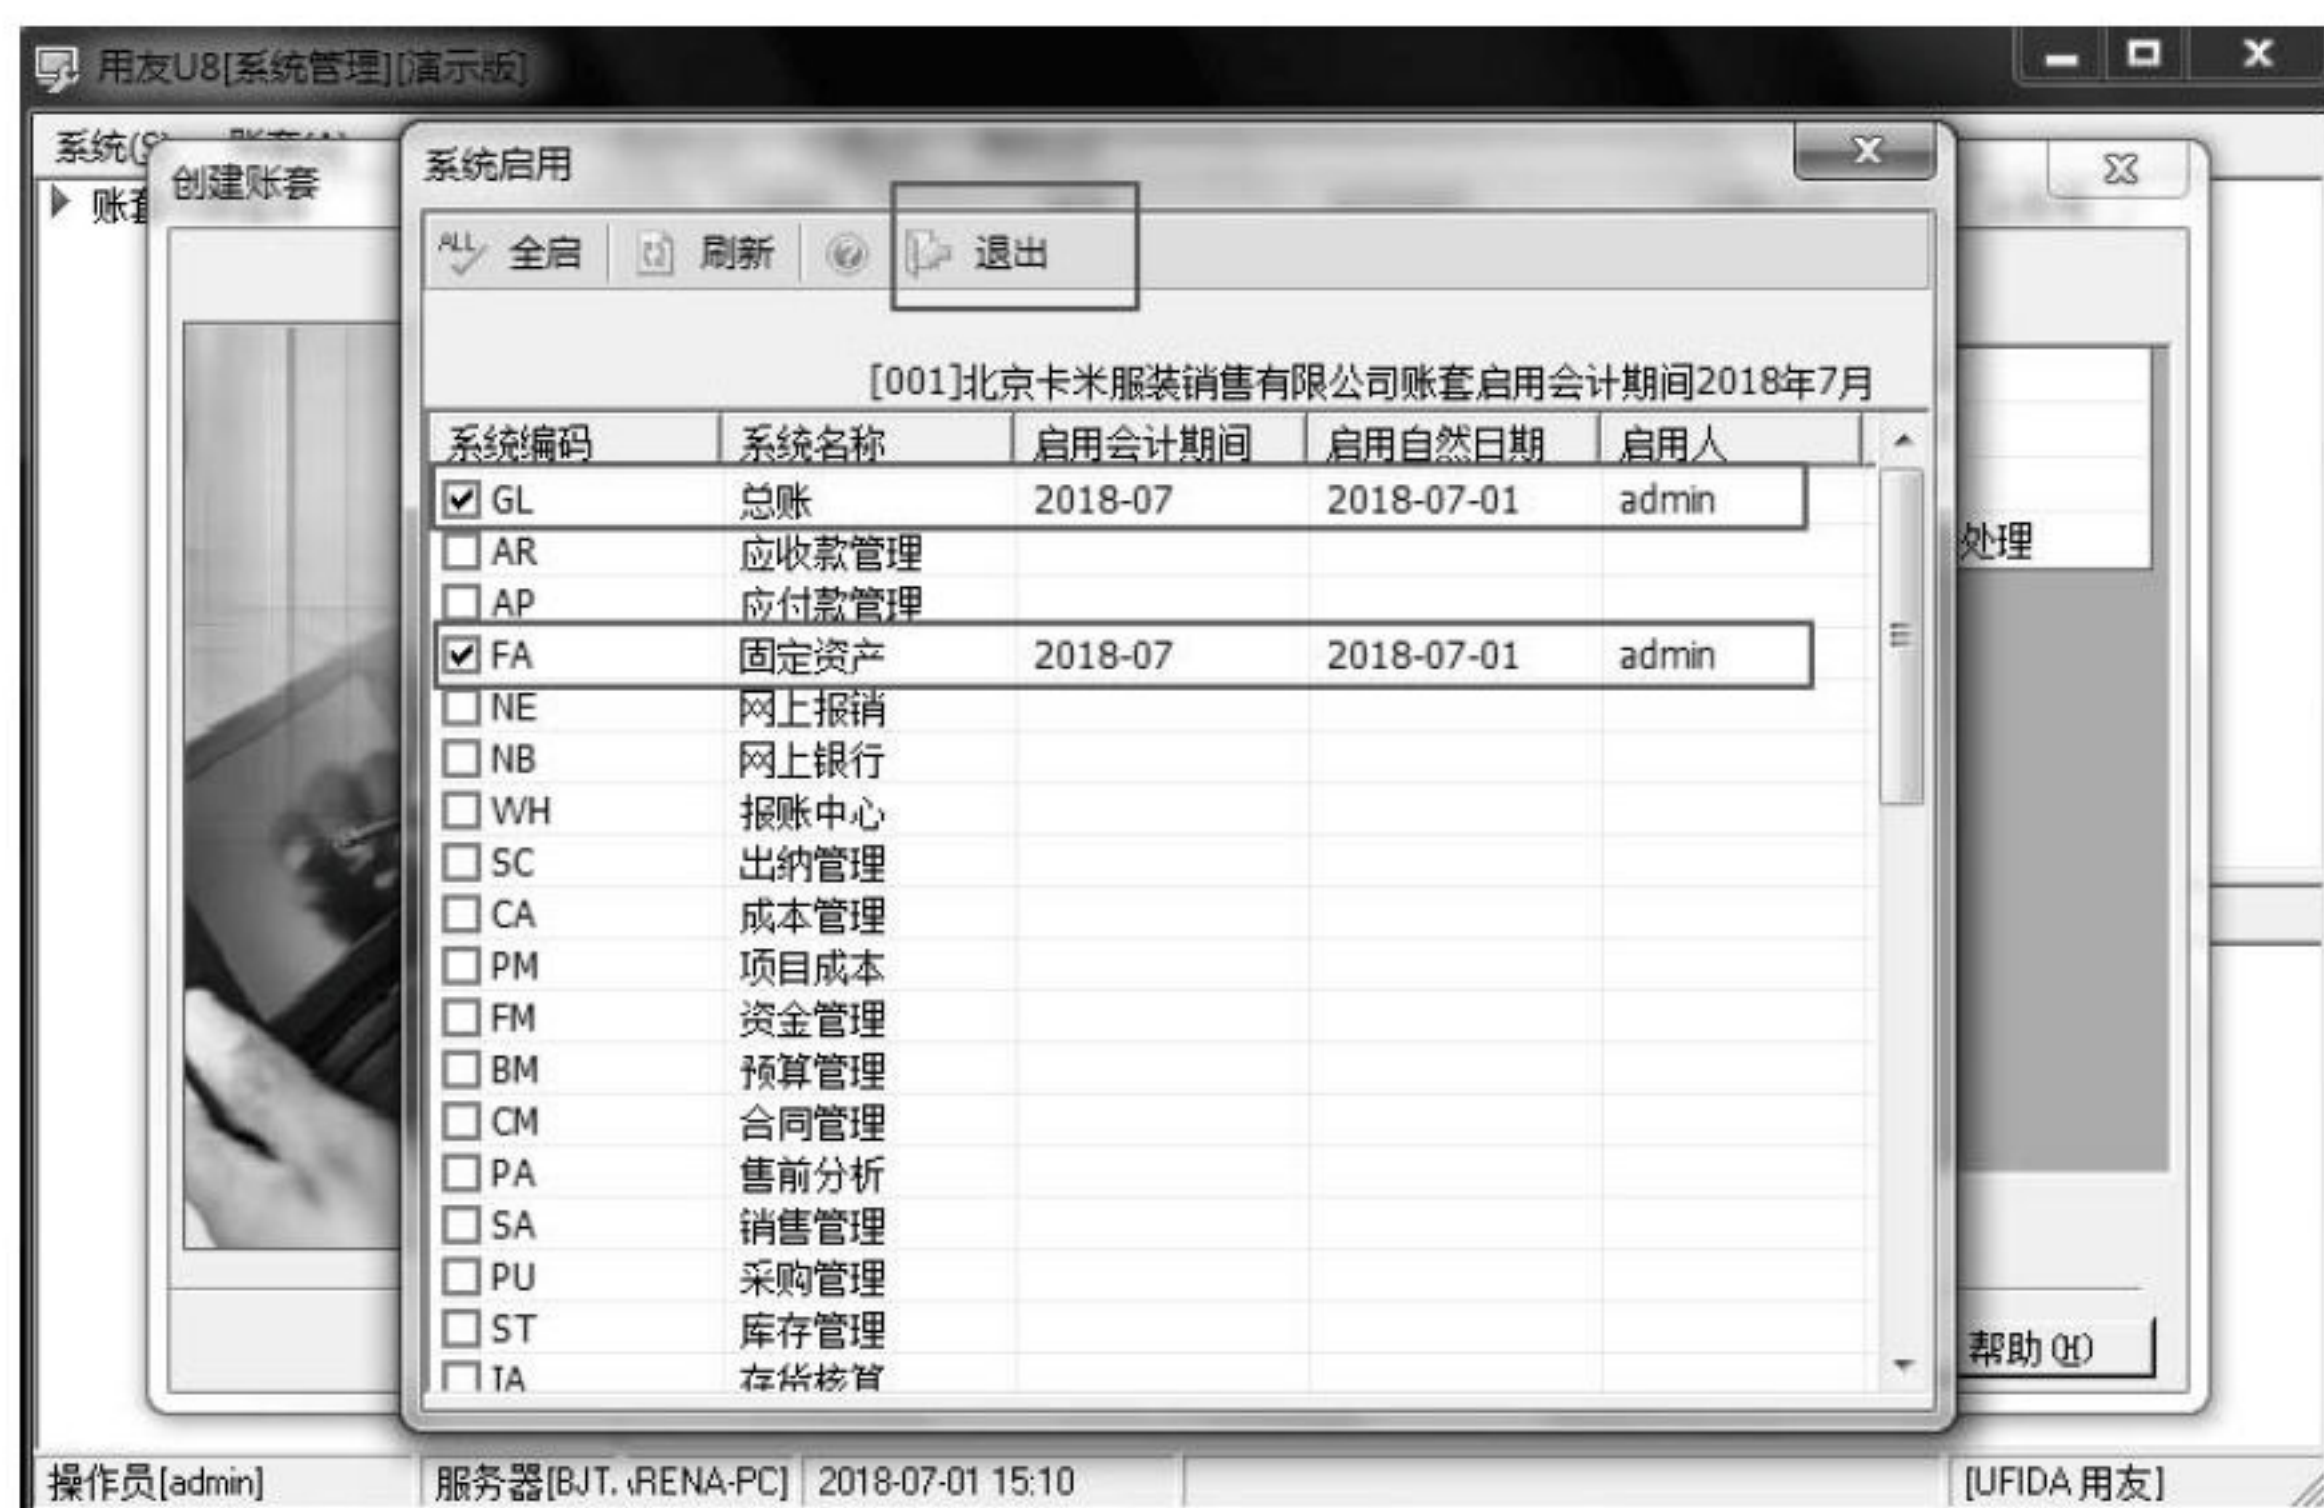 用友U8[系统管理][演示版]
系统(S)
创建账套
系统启用
全启 刷新 退出
[001]北京卡米服装销售有限公司账套启用会计期间2018年7月
系统编码 系统名称 启用会计期间 启用自然日期 启用人
GL 总账 2018-07 2018-07-01 admin
AR 应收款管理
AP 应付款管理
FA 固定资产 2018-07 2018-07-01 admin
NE 网上报销
NB 网上银行
WH 报账中心
SC 出纳管理
CA 成本管理
PM 项目成本
FM 资金管理
BM 预算管理
CM 合同管理
PA 售前分析
SA 销售管理
PU 采购管理
ST 库存管理
IA 存货核算
处理
帮助(H)
操作员[admin] 2018-07-01 15:10 [UFIDA 用友]